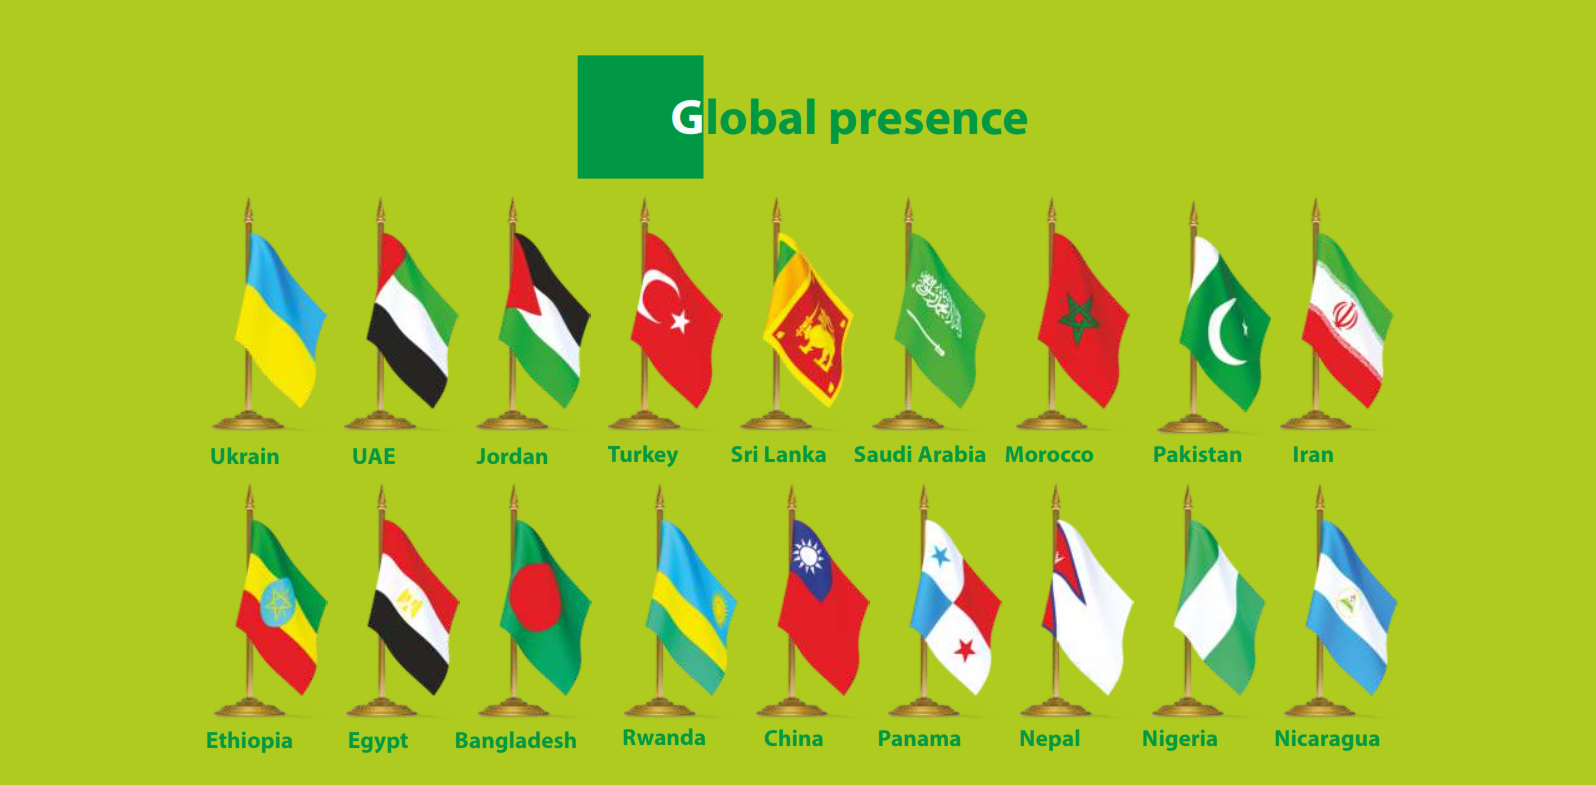 Global presence
Ukrain UAE Jordan Turkey Sri Lanka Saudi Arabia Morocco Pakistan Iran
Ethiopia Egypt Bangladesh Rwanda China Panama Nepal Nigeria Nicaragua